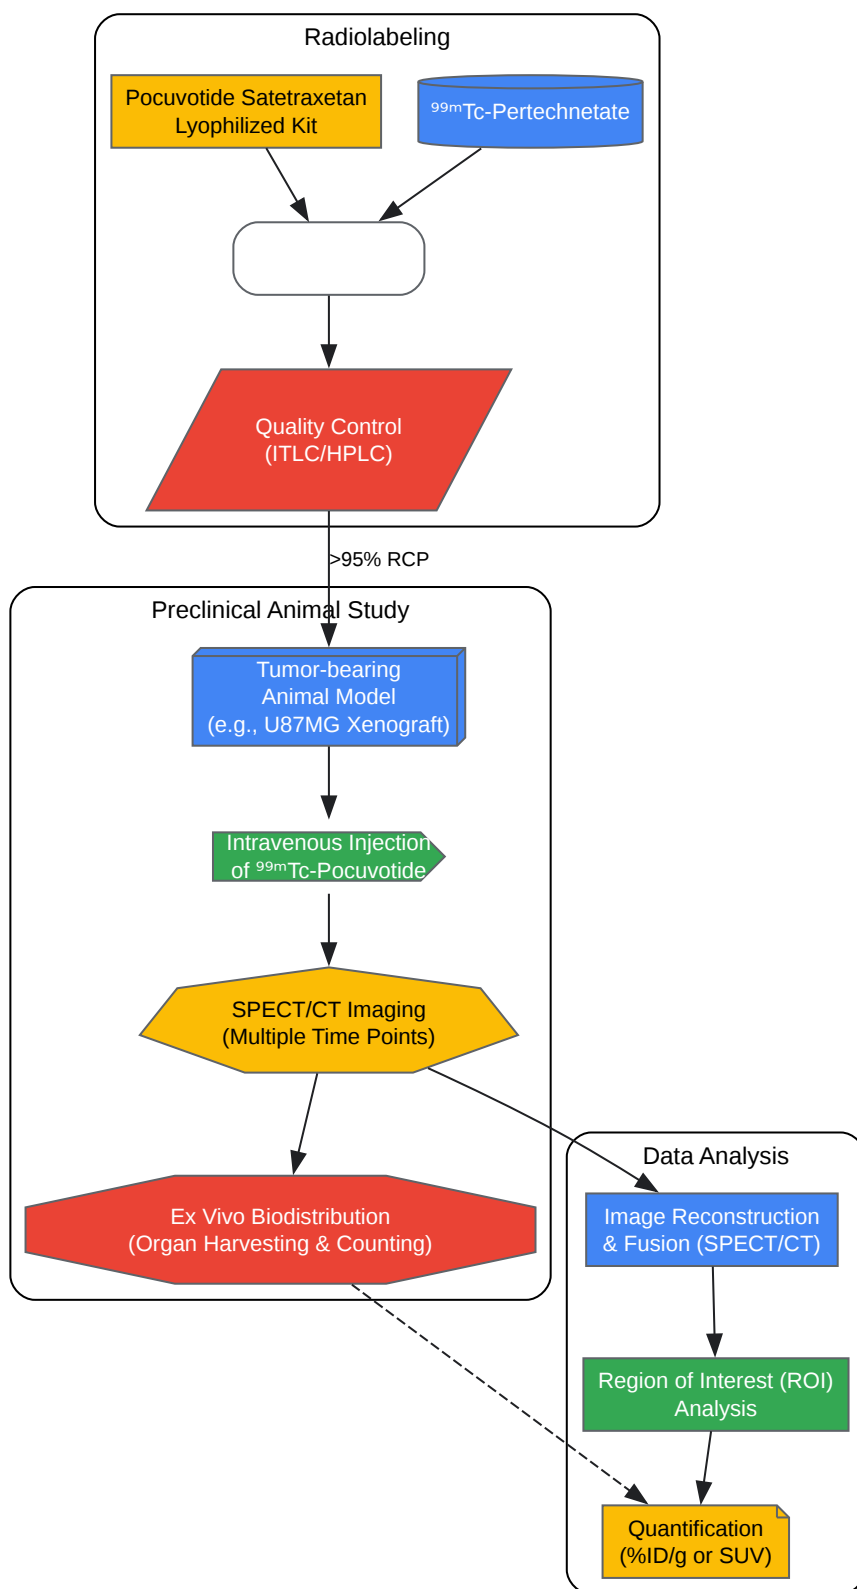 Radiolabeling
Pocuvotide Satetraxetan
Lyophilized Kit
⁹⁹ᵐTc-Pertechnetate
Quality Control
(ITLC/HPLC)
>95% RCP
Preclinical Animal Study
Tumor-bearing
Animal Model
(e.g., U87MG Xenograft)
Intravenous Injection
of ⁹⁹ᵐTc-Pocuvotide
SPECT/CT Imaging
(Multiple Time Points)
Ex Vivo Biodistribution
(Organ Harvesting & Counting)
Data Analysis
Image Reconstruction
& Fusion (SPECT/CT)
Region of Interest (ROI)
Analysis
Quantification
(%ID/g or SUV)